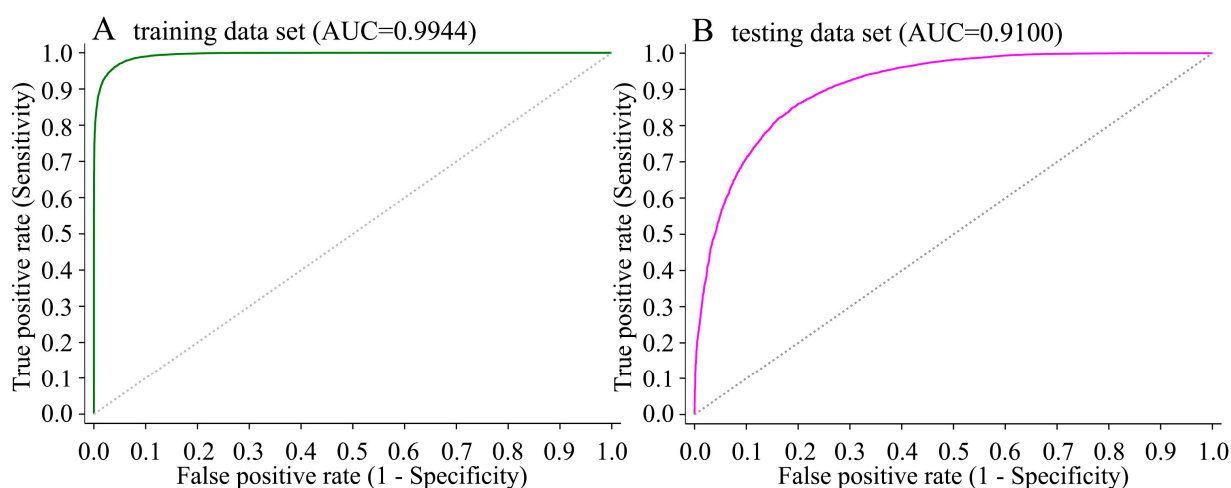 A training data set (AUC=0.9944)
1.0
0.9
0.8
0.7
0.6
0.5
0.4
0.3
0.2
0.1
0.0
True positive rate (Sensitivity)
0.0 0.1 0.2 0.3 0.4 0.5 0.6 0.7 0.8 0.9 1.0
False positive rate (1 - Specificity)
B testing data set (AUC=0.9100)
1.0
0.9
0.8
0.7
0.6
0.5
0.4
0.3
0.2
0.1
0.0
True positive rate (Sensitivity)
0.0 0.1 0.2 0.3 0.4 0.5 0.6 0.7 0.8 0.9 1.0
False positive rate (1 - Specificity)